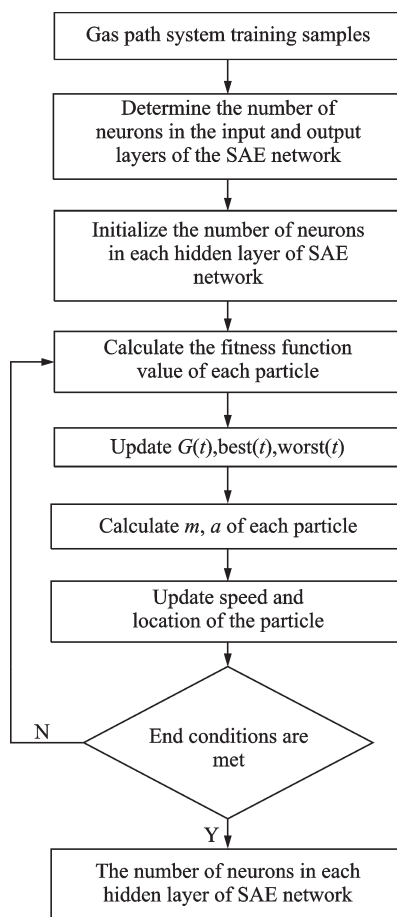 Gas path system training samples
Determine the number of
neurons in the input and output
layers of the SAE network
Initialize the number of neurons
in each hidden layer of SAE
network
Calculate the fitness function
value of each particle
Update G(t),best(t),worst(t)
Calculate m, a of each particle
Update speed and
location of the particle
End conditions are
met
N
Y
The number of neurons in each
hidden layer of SAE network